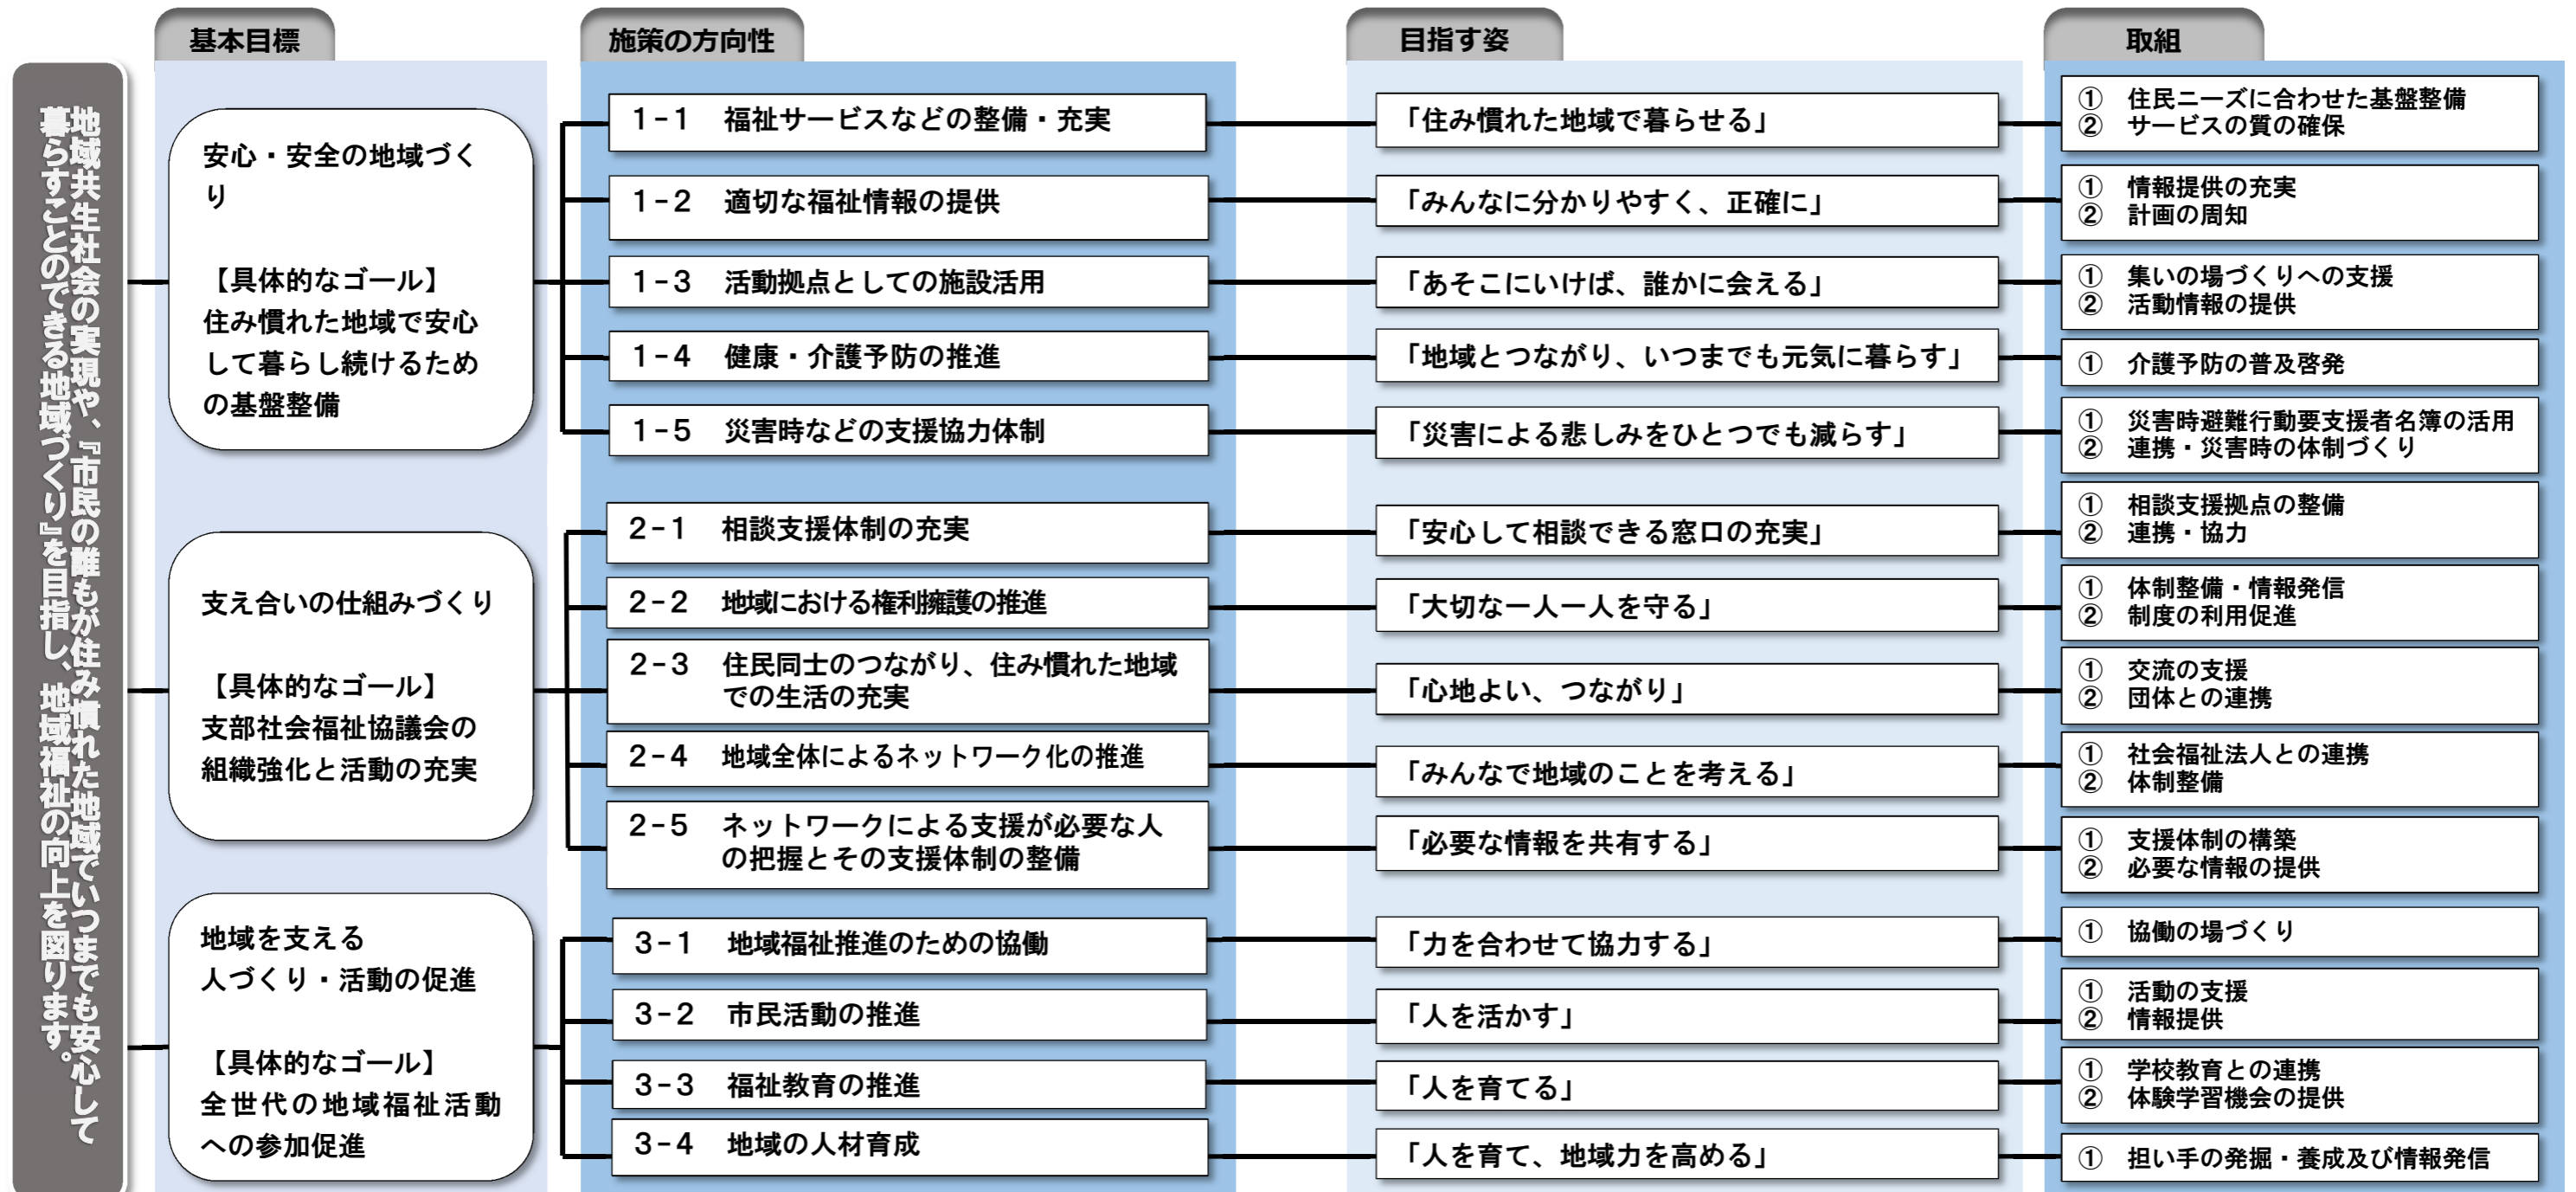 基本目標
施策の方向性
目指す姿
取組
地域共生社会の実現や、『市民の誰もが住み慣れた地域でいつまでも安心して
暮らすことのできる地域づくり』を目指し、地域福祉の向上を図ります。
安心・安全の地域づく
り
【具体的なゴール】
住み慣れた地域で安心
して暮らし続けるため
の基盤整備
1-1 福祉サービスなどの整備・充実
「住み慣れた地域で暮らせる」
① 住民ニーズに合わせた基盤整備
② サービスの質の確保
1-2 適切な福祉情報の提供
「みんなに分かりやすく、正確に」
① 情報提供の充実
② 計画の周知
1-3 活動拠点としての施設活用
「あそこにいけば、誰かに会える」
① 集いの場づくりへの支援
② 活動情報の提供
1-4 健康・介護予防の推進
「地域とつながり、いつまでも元気に暮らす」
① 介護予防の普及啓発
1-5 災害時などの支援協力体制
「災害による悲しみをひとつでも減らす」
① 災害時避難行動要支援者名簿の活用
② 連携・災害時の体制づくり
支え合いの仕組みづくり
【具体的なゴール】
支部社会福祉協議会の
組織強化と活動の充実
2-1 相談支援体制の充実
「安心して相談できる窓口の充実」
① 相談支援拠点の整備
② 連携・協力
2-2 地域における権利擁護の推進
「大切な一人一人を守る」
① 体制整備・情報発信
② 制度の利用促進
2-3 住民同士のつながり、住み慣れた地域
での生活の充実
「心地よい、つながり」
① 交流の支援
② 団体との連携
2-4 地域全体によるネットワーク化の推進
「みんなで地域のことを考える」
① 社会福祉法人との連携
② 体制整備
2-5 ネットワークによる支援が必要な人
の把握とその支援体制の整備
「必要な情報を共有する」
① 支援体制の構築
② 必要な情報の提供
地域を支える
人づくり・活動の促進
【具体的なゴール】
全世代の地域福祉活動
への参加促進
3-1 地域福祉推進のための協働
「力を合わせて協力する」
① 協働の場づくり
3-2 市民活動の推進
「人を活かす」
① 活動の支援
② 情報提供
3-3 福祉教育の推進
「人を育てる」
① 学校教育との連携
② 体験学習機会の提供
3-4 地域の人材育成
「人を育て、地域力を高める」
① 担い手の発掘・養成及び情報発信